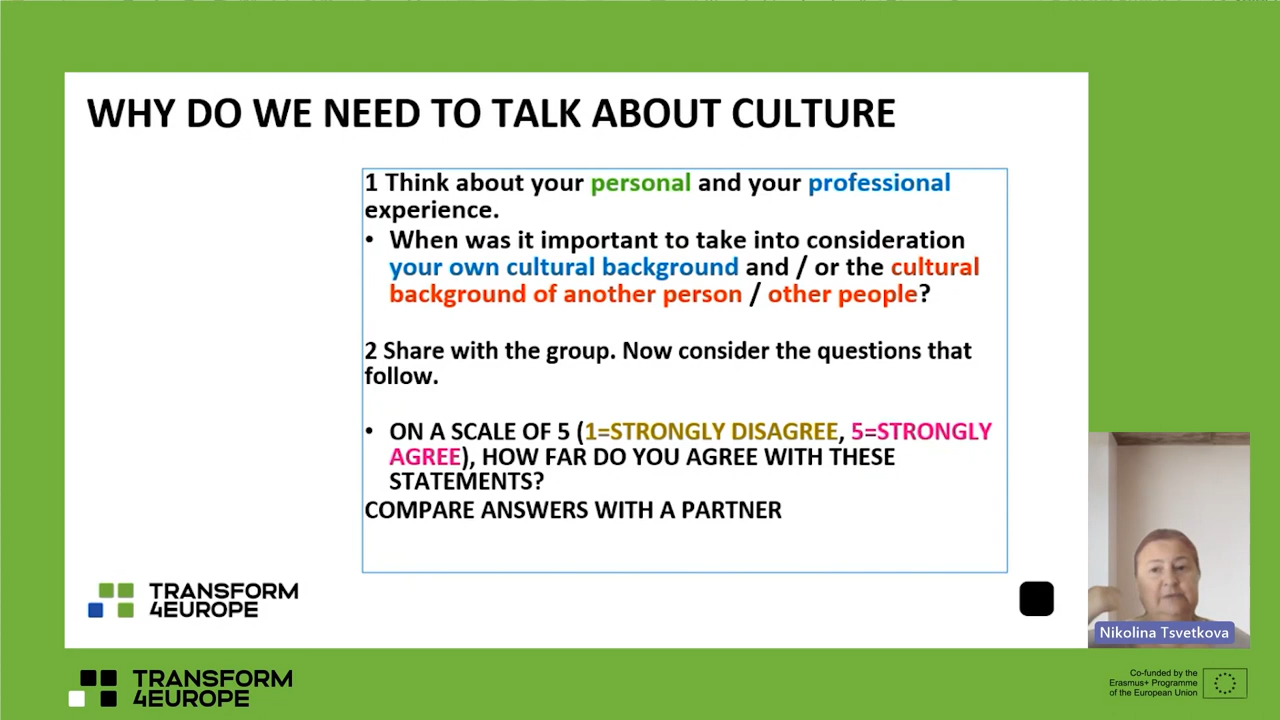 WHY DO WE NEED TO TALK ABOUT CULTURE
1 Think about your personal and your professional
experience.
• When was it important to take into consideration
your own cultural background and / or the cultural
background of another person / other people?
2 Share with the group. Now consider the questions that
follow.
• ON A SCALE OF 5 (1=STRONGLY DISAGREE, 5=STRONGLY
AGREE), HOW FAR DO YOU AGREE WITH THESE
STATEMENTS?
COMPARE ANSWERS WITH A PARTNER
TRANSFORM
4EUROPE
Nikolina Tsvetkova
TRANSFORM
4EUROPE
Co-funded by the
Erasmus+ Programme
of the European Union